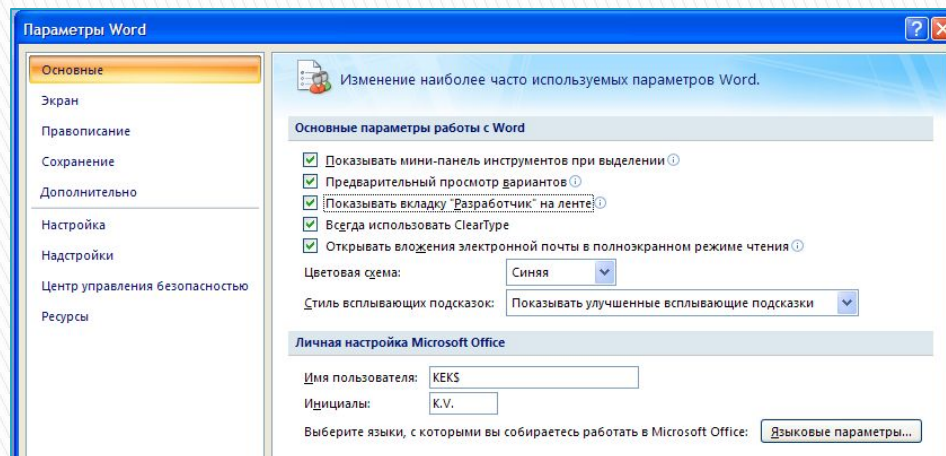 Параметры Word
Основные
Экран
Правописание
Сохранение
Дополнительно
Настройка
Надстройки
Центр управления безопасностью
Ресурсы
Изменение наиболее часто используемых параметров Word.
Основные параметры работы с Word
Показывать мини-панель инструментов при выделении
Предварительный просмотр вариантов
Показывать вкладку "Разработчик" на ленте
Всегда использовать ClearType
Открывать вложения электронной почты в полноэкранном режиме чтения
Цветовая схема: Синяя
Стиль всплывающих подсказок: Показывать улучшенные всплывающие подсказки
Личная настройка Microsoft Office
Имя пользователя: KEKS
Инициалы: K.V.
Выберите языки, с которыми вы собираетесь работать в Microsoft Office: Языковые параметры...